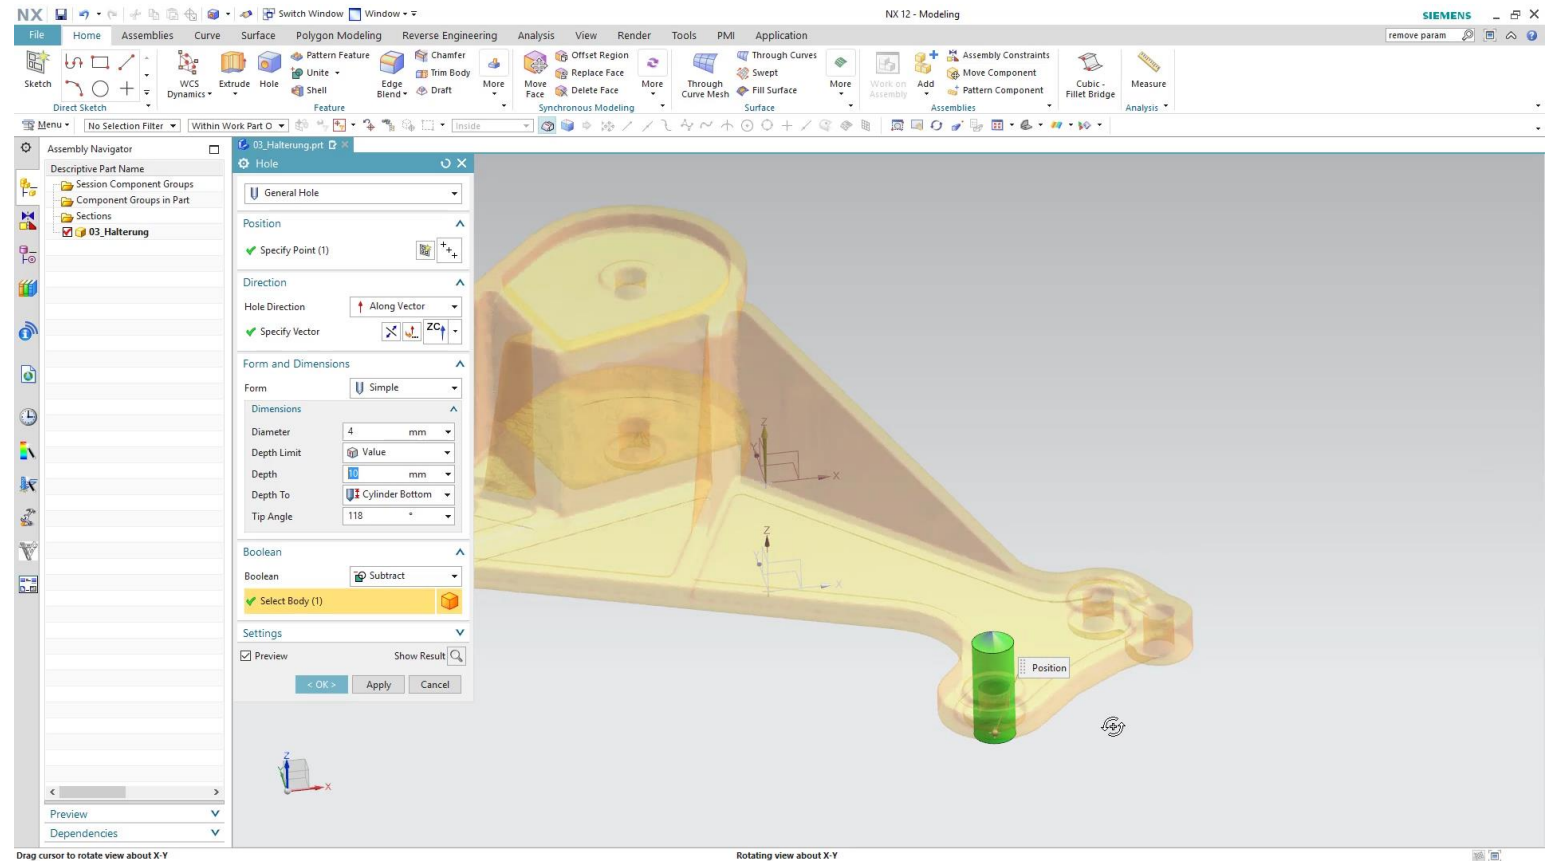 NX Switch Window Window NX 12 - Modeling SIEMENS
File Home Assemblies Curve Surface Polygon Modeling Reverse Engineering Analysis View Render Tools PMI Application remove param
Sketch
Direct Sketch
WCS Dynamics
Extrude
Hole
Pattern Feature
Unite
Shell
Edge Blend
Chamfer
Trim Body
Draft
More
Feature
Move Face
Offset Region
Replace Face
Delete Face
More
Synchronous Modeling
Through Curve Mesh
Through Curves
Swept
Fill Surface
More
Surface
Work on Assembly
Add
Assembly Constraints
Move Component
Pattern Component
Cubic - Fillet Bridge
Assemblies
Measure
Analysis
Menu No Selection Filter Within Work Part O Inside
Assembly Navigator
Descriptive Part Name
Session Component Groups
Component Groups in Part
Sections
03_Halterung
Preview
Dependencies
03_Halterung.prt
Hole
General Hole
Position
Specify Point (1)
Direction
Hole Direction Along Vector
Specify Vector ZC
Form and Dimensions
Form Simple
Dimensions
Diameter 4 mm
Depth Limit Value
Depth 10 mm
Depth To Cylinder Bottom
Tip Angle 118 °
Boolean
Boolean Subtract
Select Body (1)
Settings
Preview Show Result
< OK > Apply Cancel
Z
Y
X
Z
Y
X
Position
Z
Y
X
Drag cursor to rotate view about X-Y Rotating view about X-Y